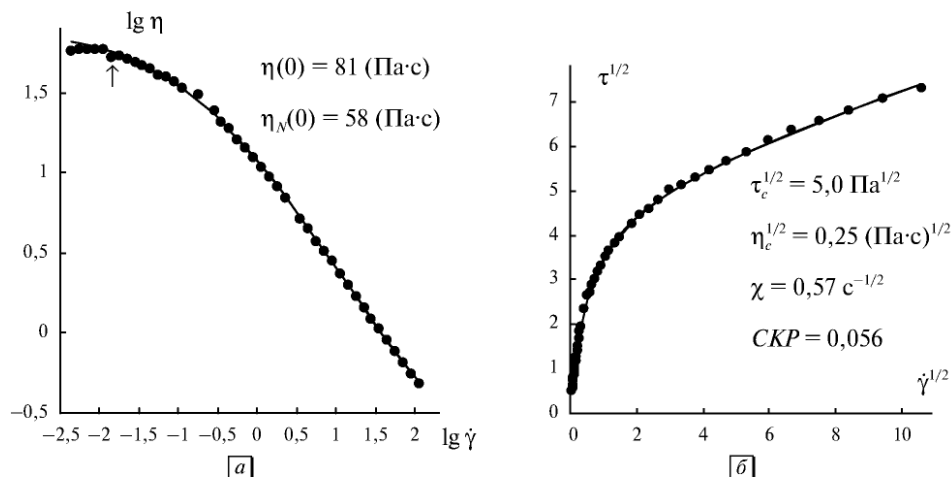 lg η
η(0) = 81 (Па·с)
η_N(0) = 58 (Па·с)
1,5
1
0,5
0
−0,5
−2,5 −2 −1,5 −1 −0,5 0 0,5 1 1,5 2 lg γ̇
а
τ^{1/2}
7
6
5
4
3
2
1
0
τ_c^{1/2} = 5,0 Па^{1/2}
η_c^{1/2} = 0,25 (Па·с)^{1/2}
χ = 0,57 с^{−1/2}
СКР = 0,056
γ̇^{1/2}
0 2 4 6 8 10
б